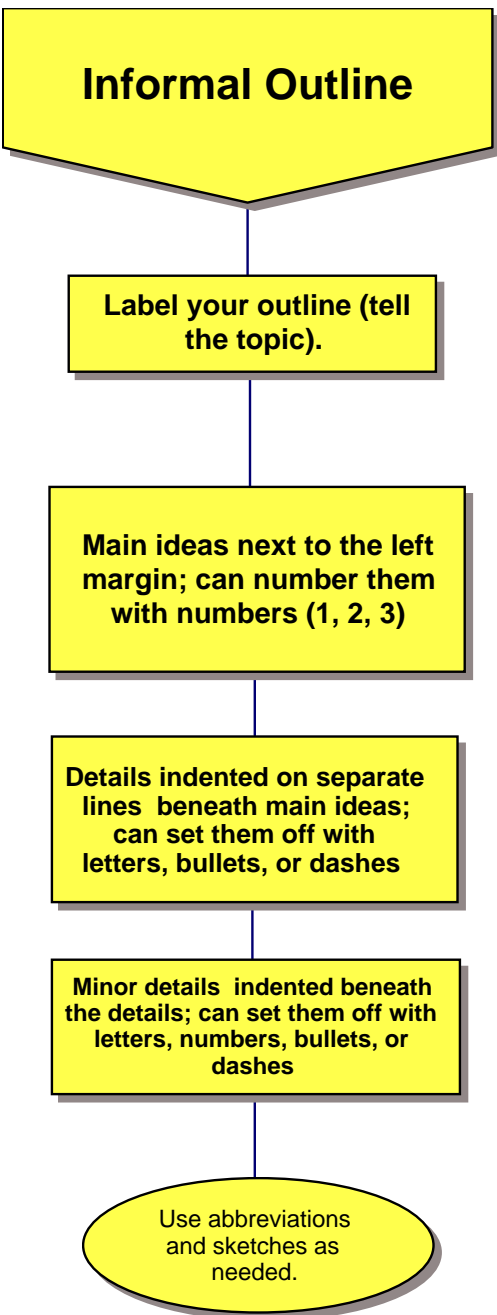 Informal Outline
Label your outline (tell
the topic).
Main ideas next to the left
margin; can number them
with numbers (1, 2, 3)
Details indented on separate
lines  beneath main ideas;
can set them off with
letters, bullets, or dashes
Minor details  indented beneath
the details; can set them off with
letters, numbers, bullets, or
dashes
Use abbreviations
and sketches as
needed.